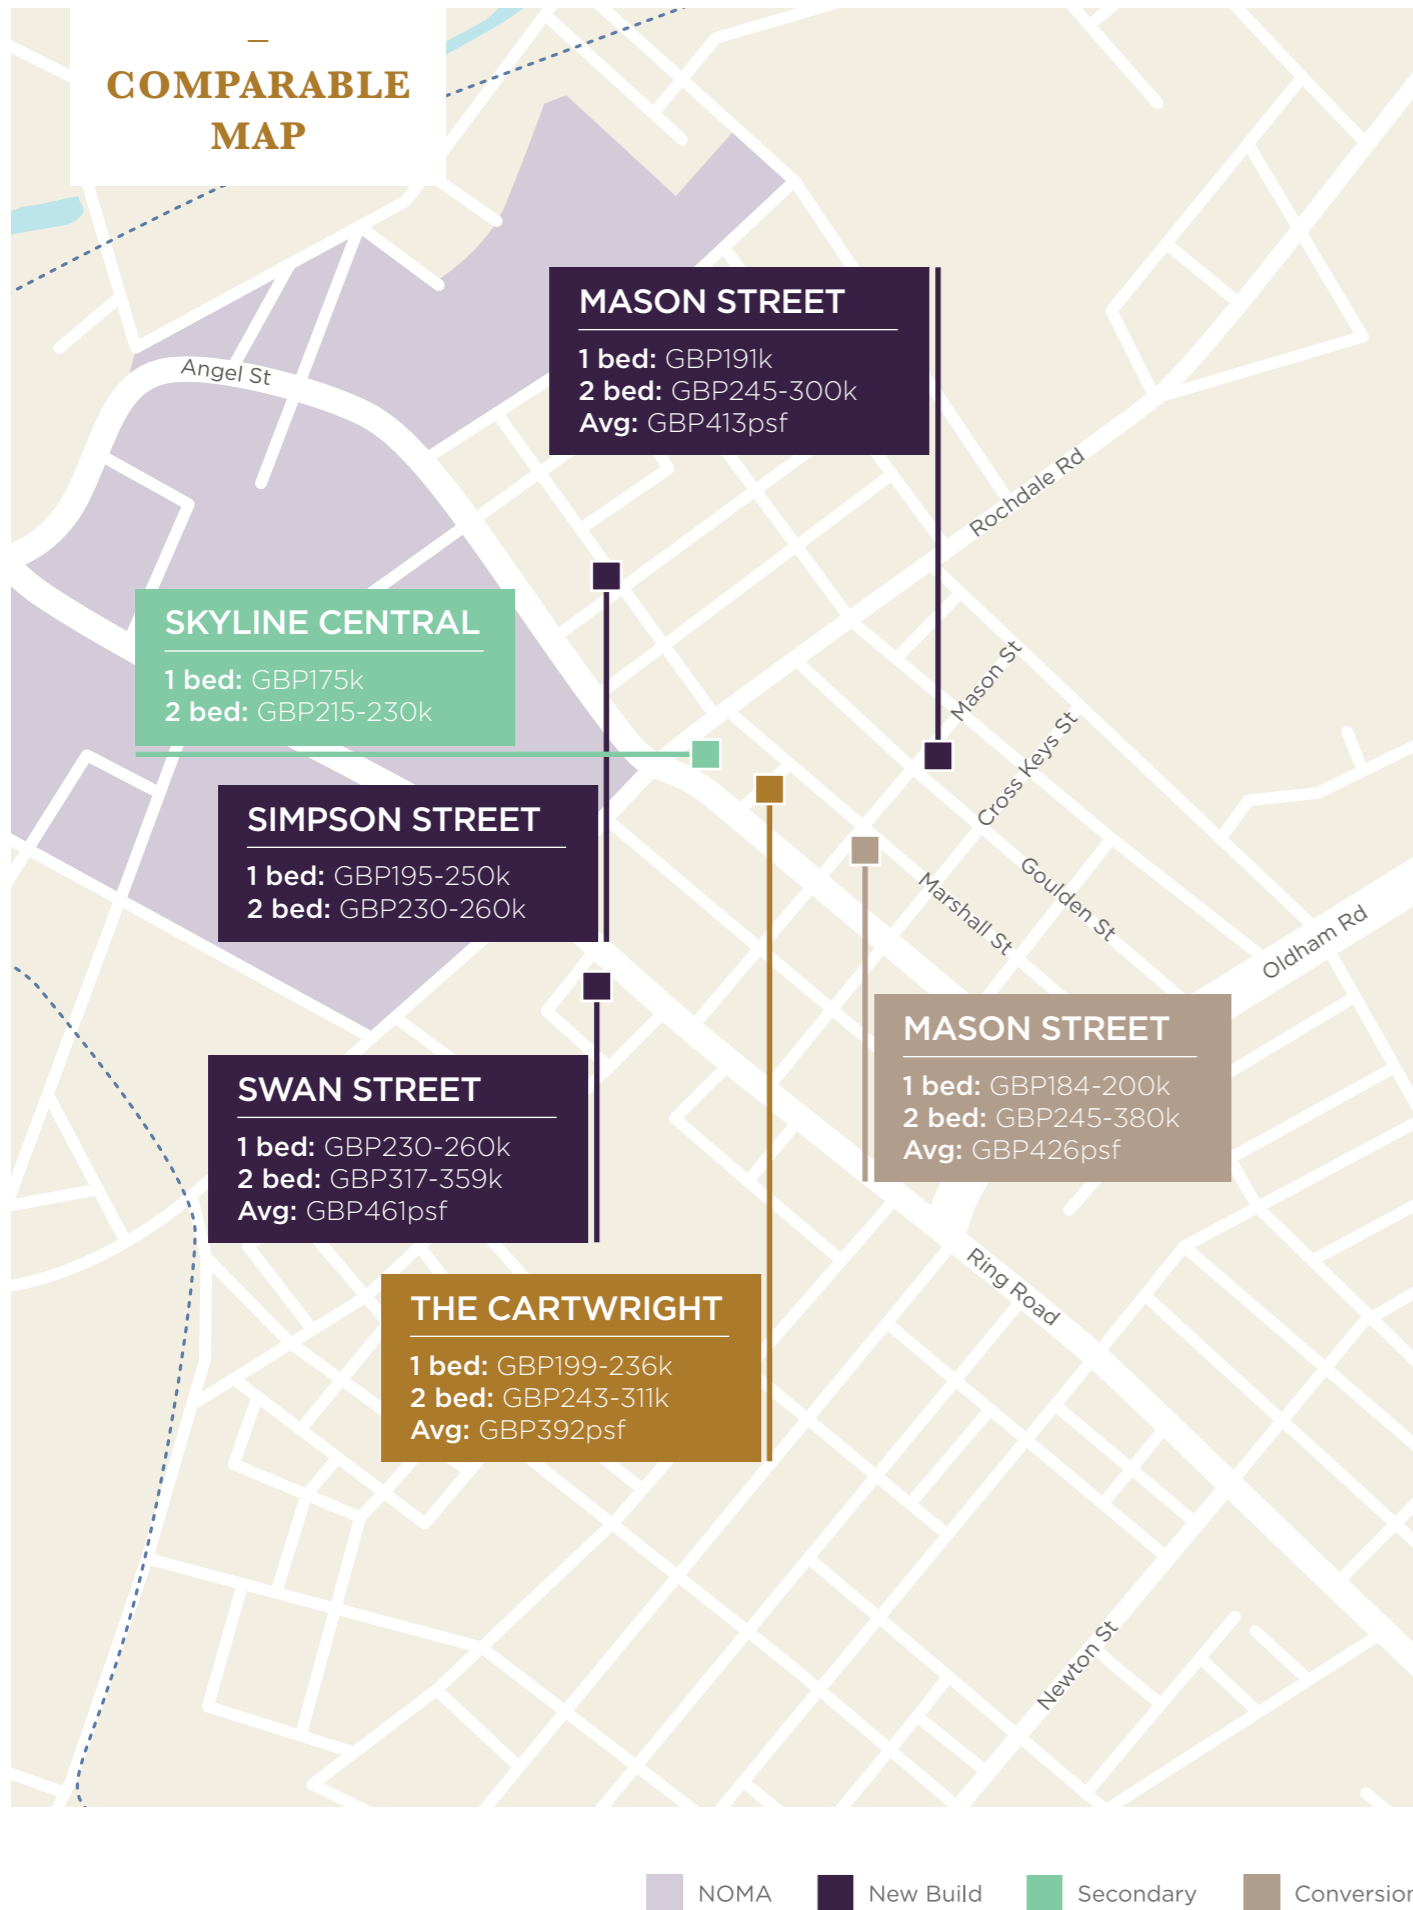 COMPARABLE
MAP
MASON STREET
1 bed: GBP191k
2 bed: GBP245-300k
Avg: GBP413psf
Angel St
Rochdale Rd
SKYLINE CENTRAL
1 bed: GBP175k
2 bed: GBP215-230k
Mason St
Cross Keys St
SIMPSON STREET
1 bed: GBP195-250k
2 bed: GBP230-260k
Goulden St
Marshall St
Oldham Rd
MASON STREET
1 bed: GBP184-200k
2 bed: GBP245-380k
Avg: GBP426psf
SWAN STREET
1 bed: GBP230-260k
2 bed: GBP317-359k
Avg: GBP461psf
Ring Road
THE CARTWRIGHT
1 bed: GBP199-236k
2 bed: GBP243-311k
Avg: GBP392psf
Newton St
NOMA
New Build
Secondary
Conversion